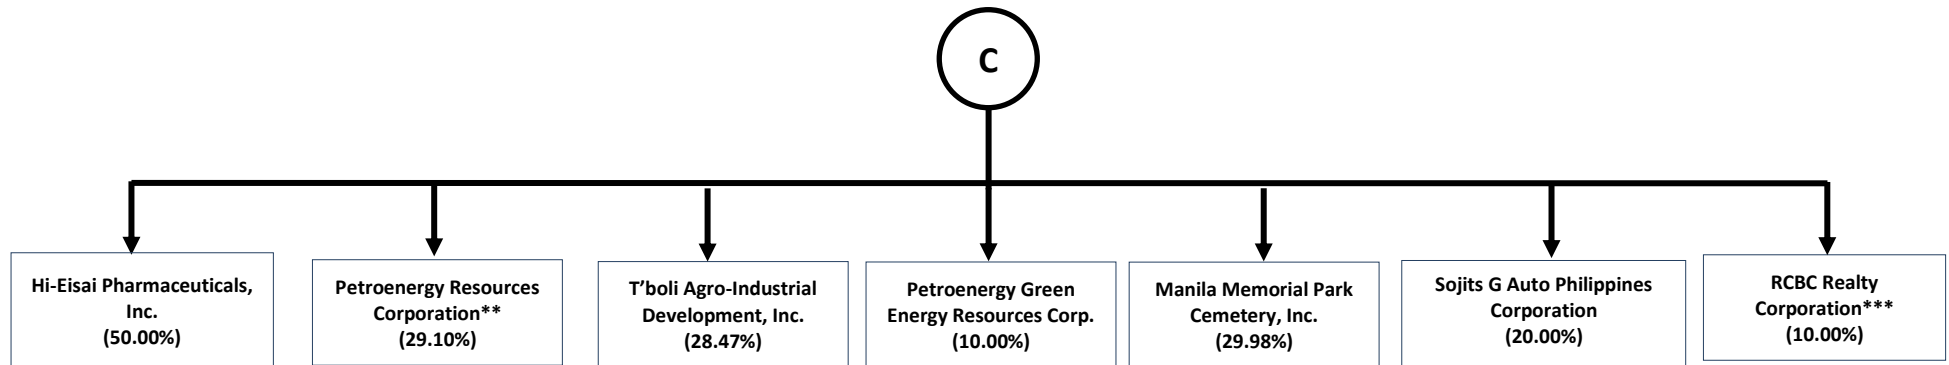 C
Hi-Eisai Pharmaceuticals,
Inc.
(50.00%)
Petroenergy Resources
Corporation**
(29.10%)
T’boli Agro-Industrial
Development, Inc.
(28.47%)
Petroenergy Green
Energy Resources Corp.
(10.00%)
Manila Memorial Park
Cemetery, Inc.
(29.98%)
Sojits G Auto Philippines
Corporation
(20.00%)
RCBC Realty
Corporation***
(10.00%)